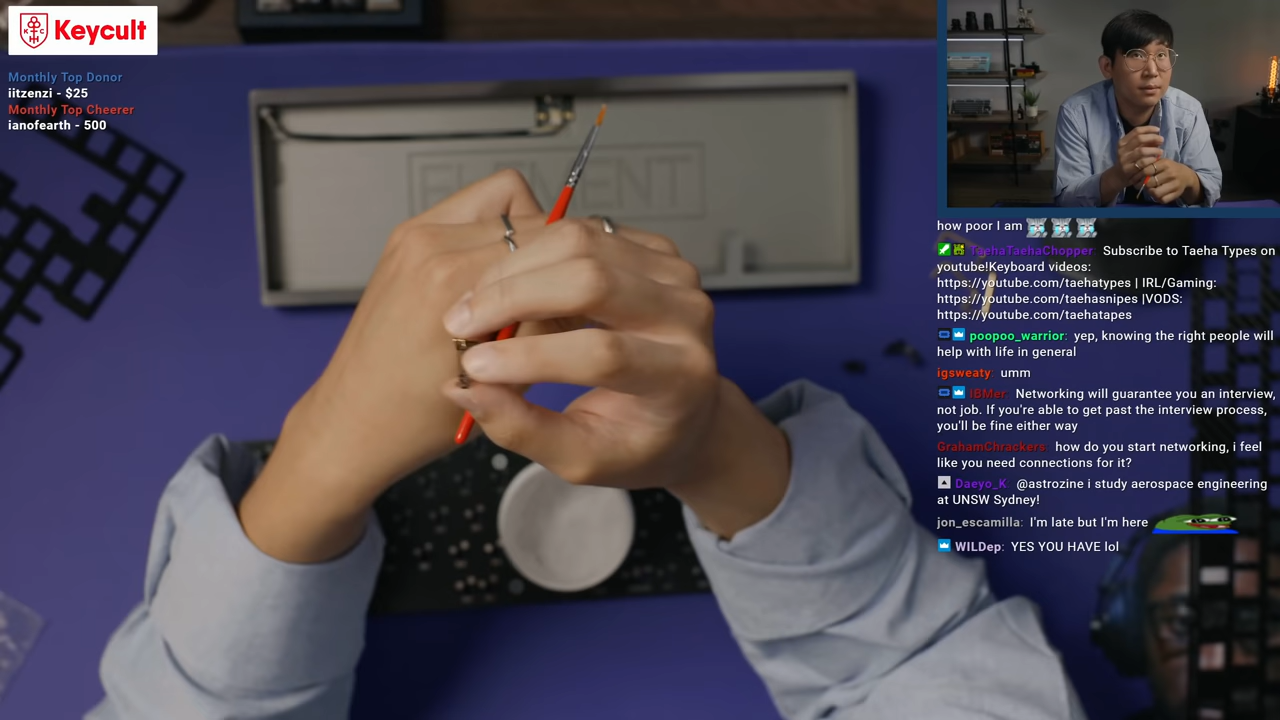 Keycult
Monthly Top Donor
iitzenzi - $25
Monthly Top Cheerer
ianofearth - 500
how poor I am
TaehaTaehaChopper: Subscribe to Taeha Types on
youtube!Keyboard videos:
https://youtube.com/taehatypes | IRL/Gaming:
https://youtube.com/taehasnipes |VODS:
https://youtube.com/taehatapes
poopoo_warrior: yep, knowing the right people will
help with life in general
igsweaty: umm
IBMer: Networking will guarantee you an interview,
not job. If you're able to get past the interview process,
you'll be fine either way
GrahamChrackers: how do you start networking, i feel
like you need connections for it?
Daeyo_K: @astrozine i study aerospace engineering
at UNSW Sydney!
jon_escamilla: I'm late but I'm here
WILDep: YES YOU HAVE lol